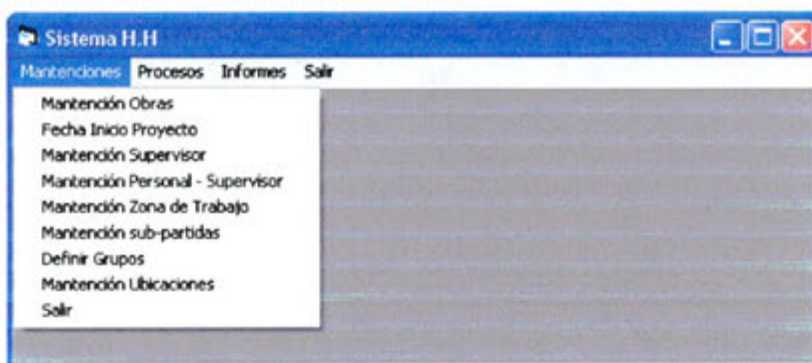 Sistema H.H
Mantenciones Procesos Informes Salir
Mantención Obras
Fecha Inicio Proyecto
Mantención Supervisor
Mantención Personal - Supervisor
Mantención Zona de Trabajo
Mantención sub-partidas
Definir Grupos
Mantención Ubicaciones
Salir